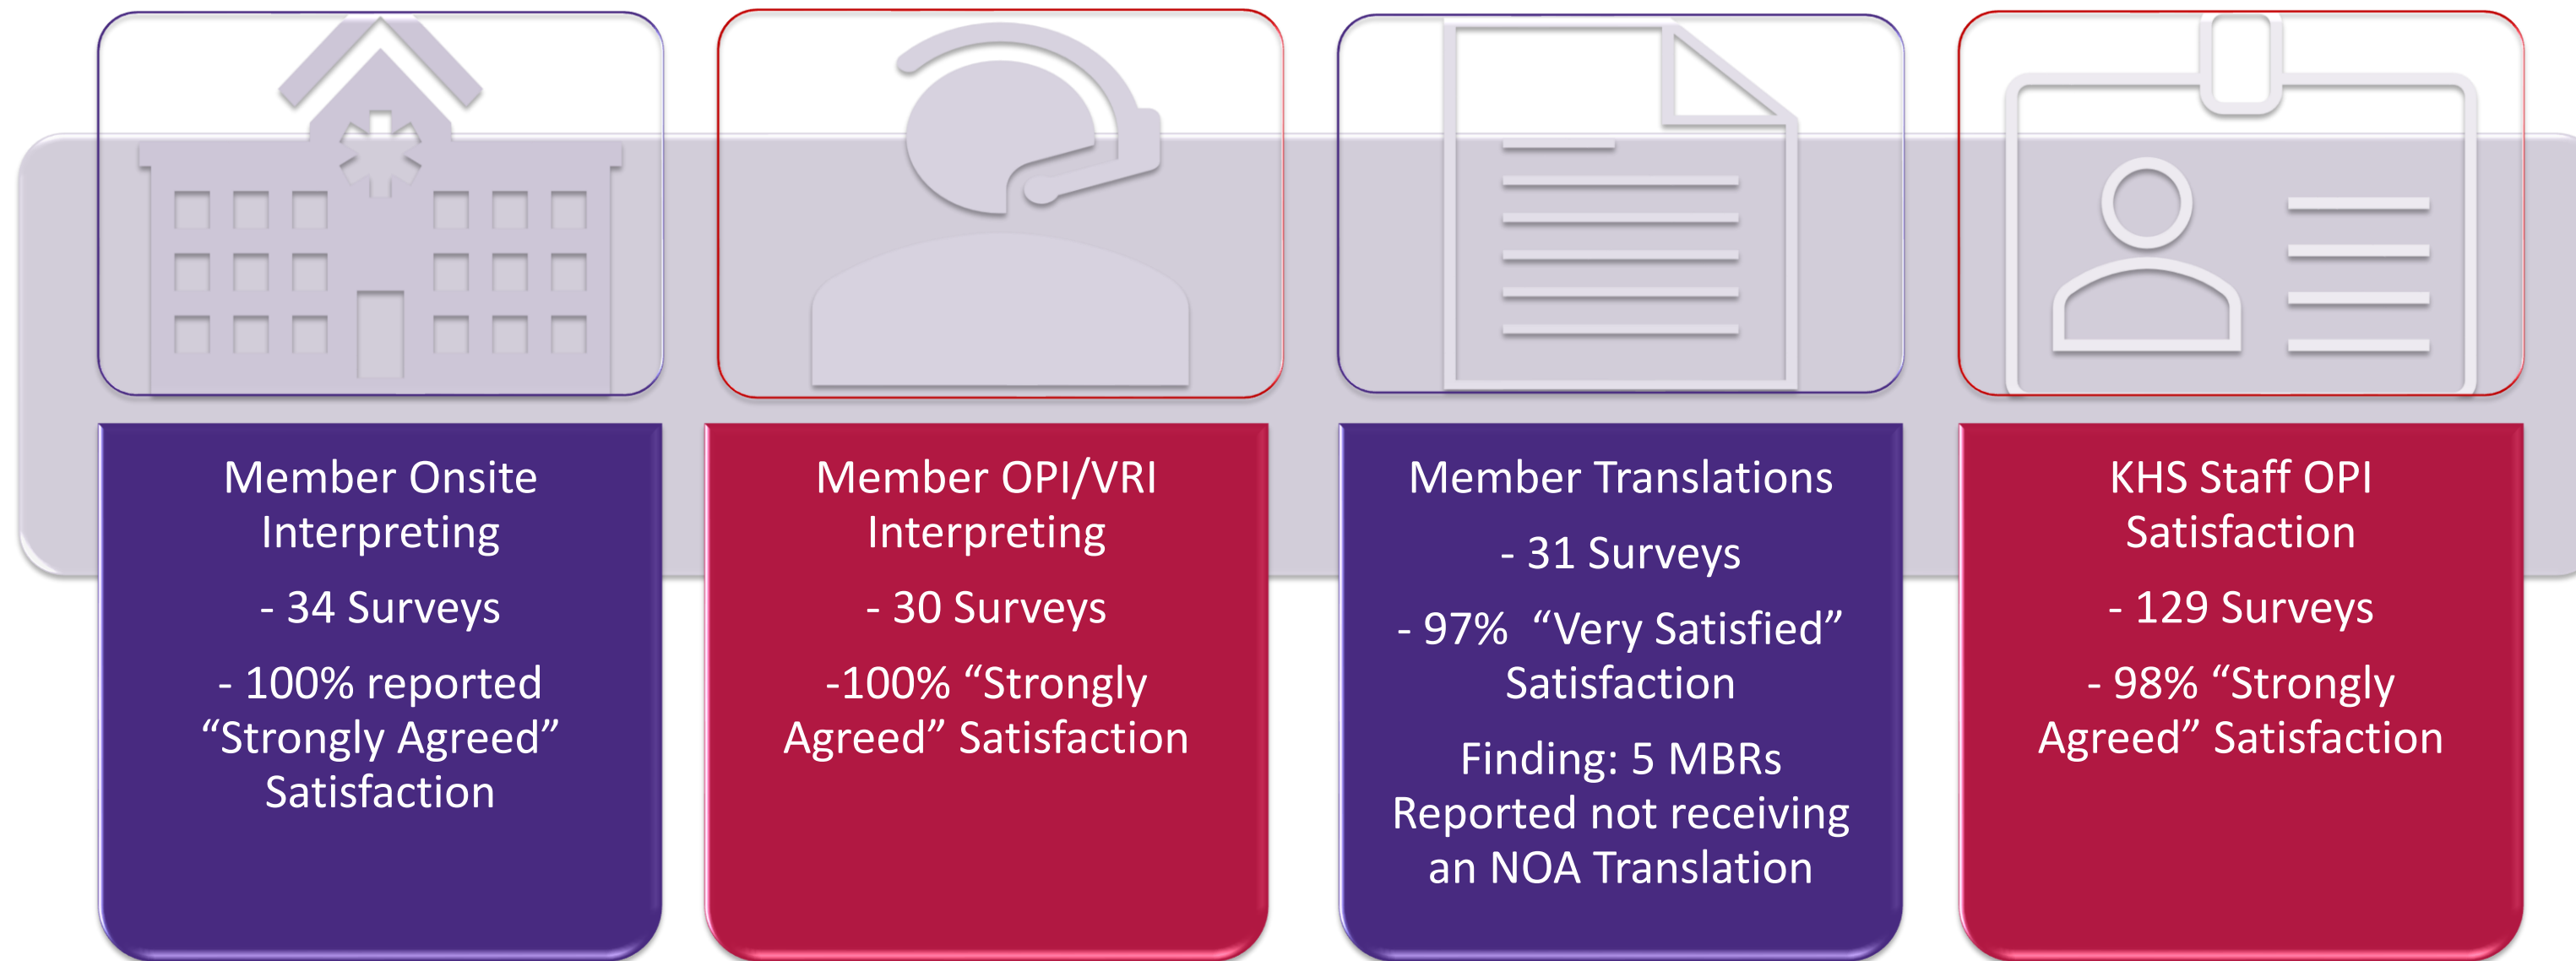 Member Onsite
Interpreting
- 34 Surveys
- 100% reported
“Strongly Agreed”
Satisfaction
Member OPI/VRI
Interpreting
- 30 Surveys
-100% “Strongly
Agreed” Satisfaction
Member Translations
- 31 Surveys
- 97%  “Very Satisfied”
Satisfaction
Finding: 5 MBRs
Reported not receiving
an NOA Translation
KHS Staff OPI
Satisfaction
- 129 Surveys
- 98% “Strongly
Agreed” Satisfaction